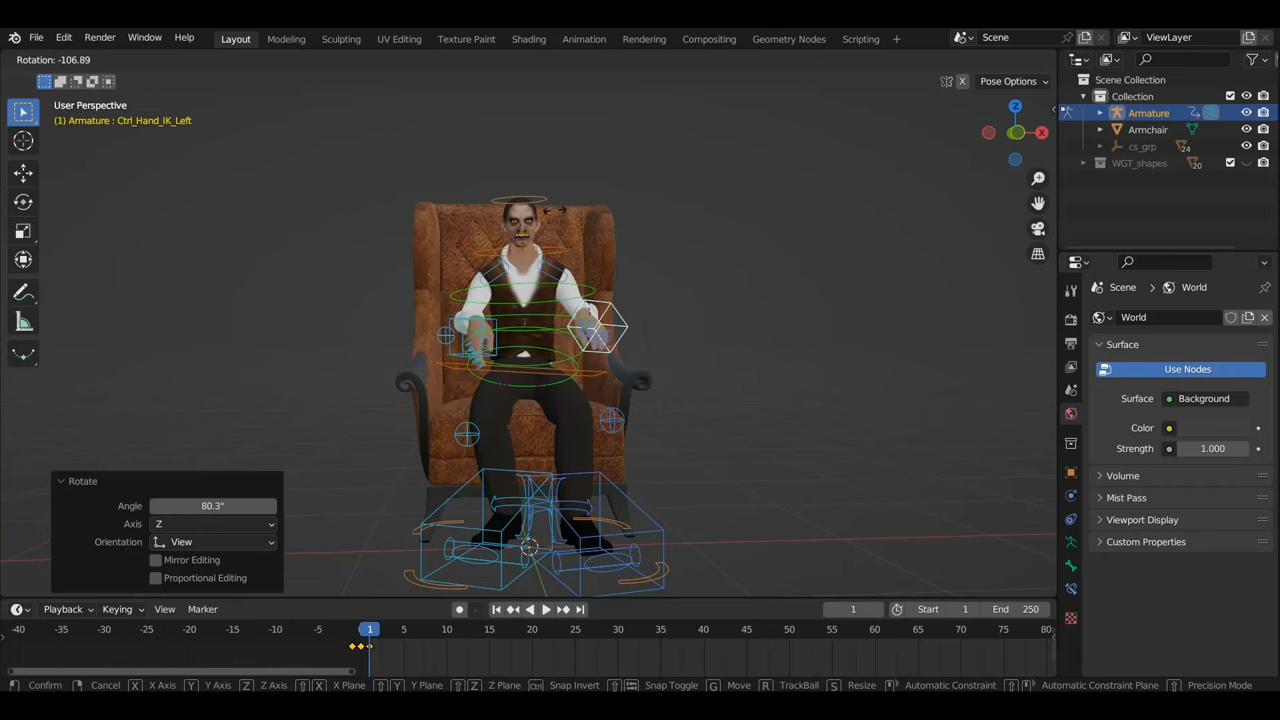 File Edit Render Window Help Layout Modeling Sculpting UV Editing Texture Paint Shading Animation Rendering Compositing Geometry Nodes Scripting + Scene ViewLayer
Rotation: -106.89
X Pose Options
User Perspective
(1) Armature : Ctrl_Hand_IK_Left
Z
X
Scene Collection
Collection
Armature
Armchair
cs_grp 24
WGT_shapes 20
Scene World
World
Surface
Use Nodes
Surface: Background
Color:
Strength: 1.000
Volume
Mist Pass
Viewport Display
Custom Properties
Rotate
Angle 80.3°
Axis Z
Orientation View
Mirror Editing
Proportional Editing
Playback Keying View Marker 1 Start 1 End 250
-40 -35 -30 -25 -20 -15 -10 -5 1 5 10 15 20 25 30 35 40 45 50 55 60 65 70 75 80
Confirm Cancel X X Axis Y Y Axis Z Z Axis X X Plane Y Y Plane Z Z Plane Ctrl Snap Invert Snap Toggle G Move R TrackBall S Resize Automatic Constraint Automatic Constraint Plane Precision Mode